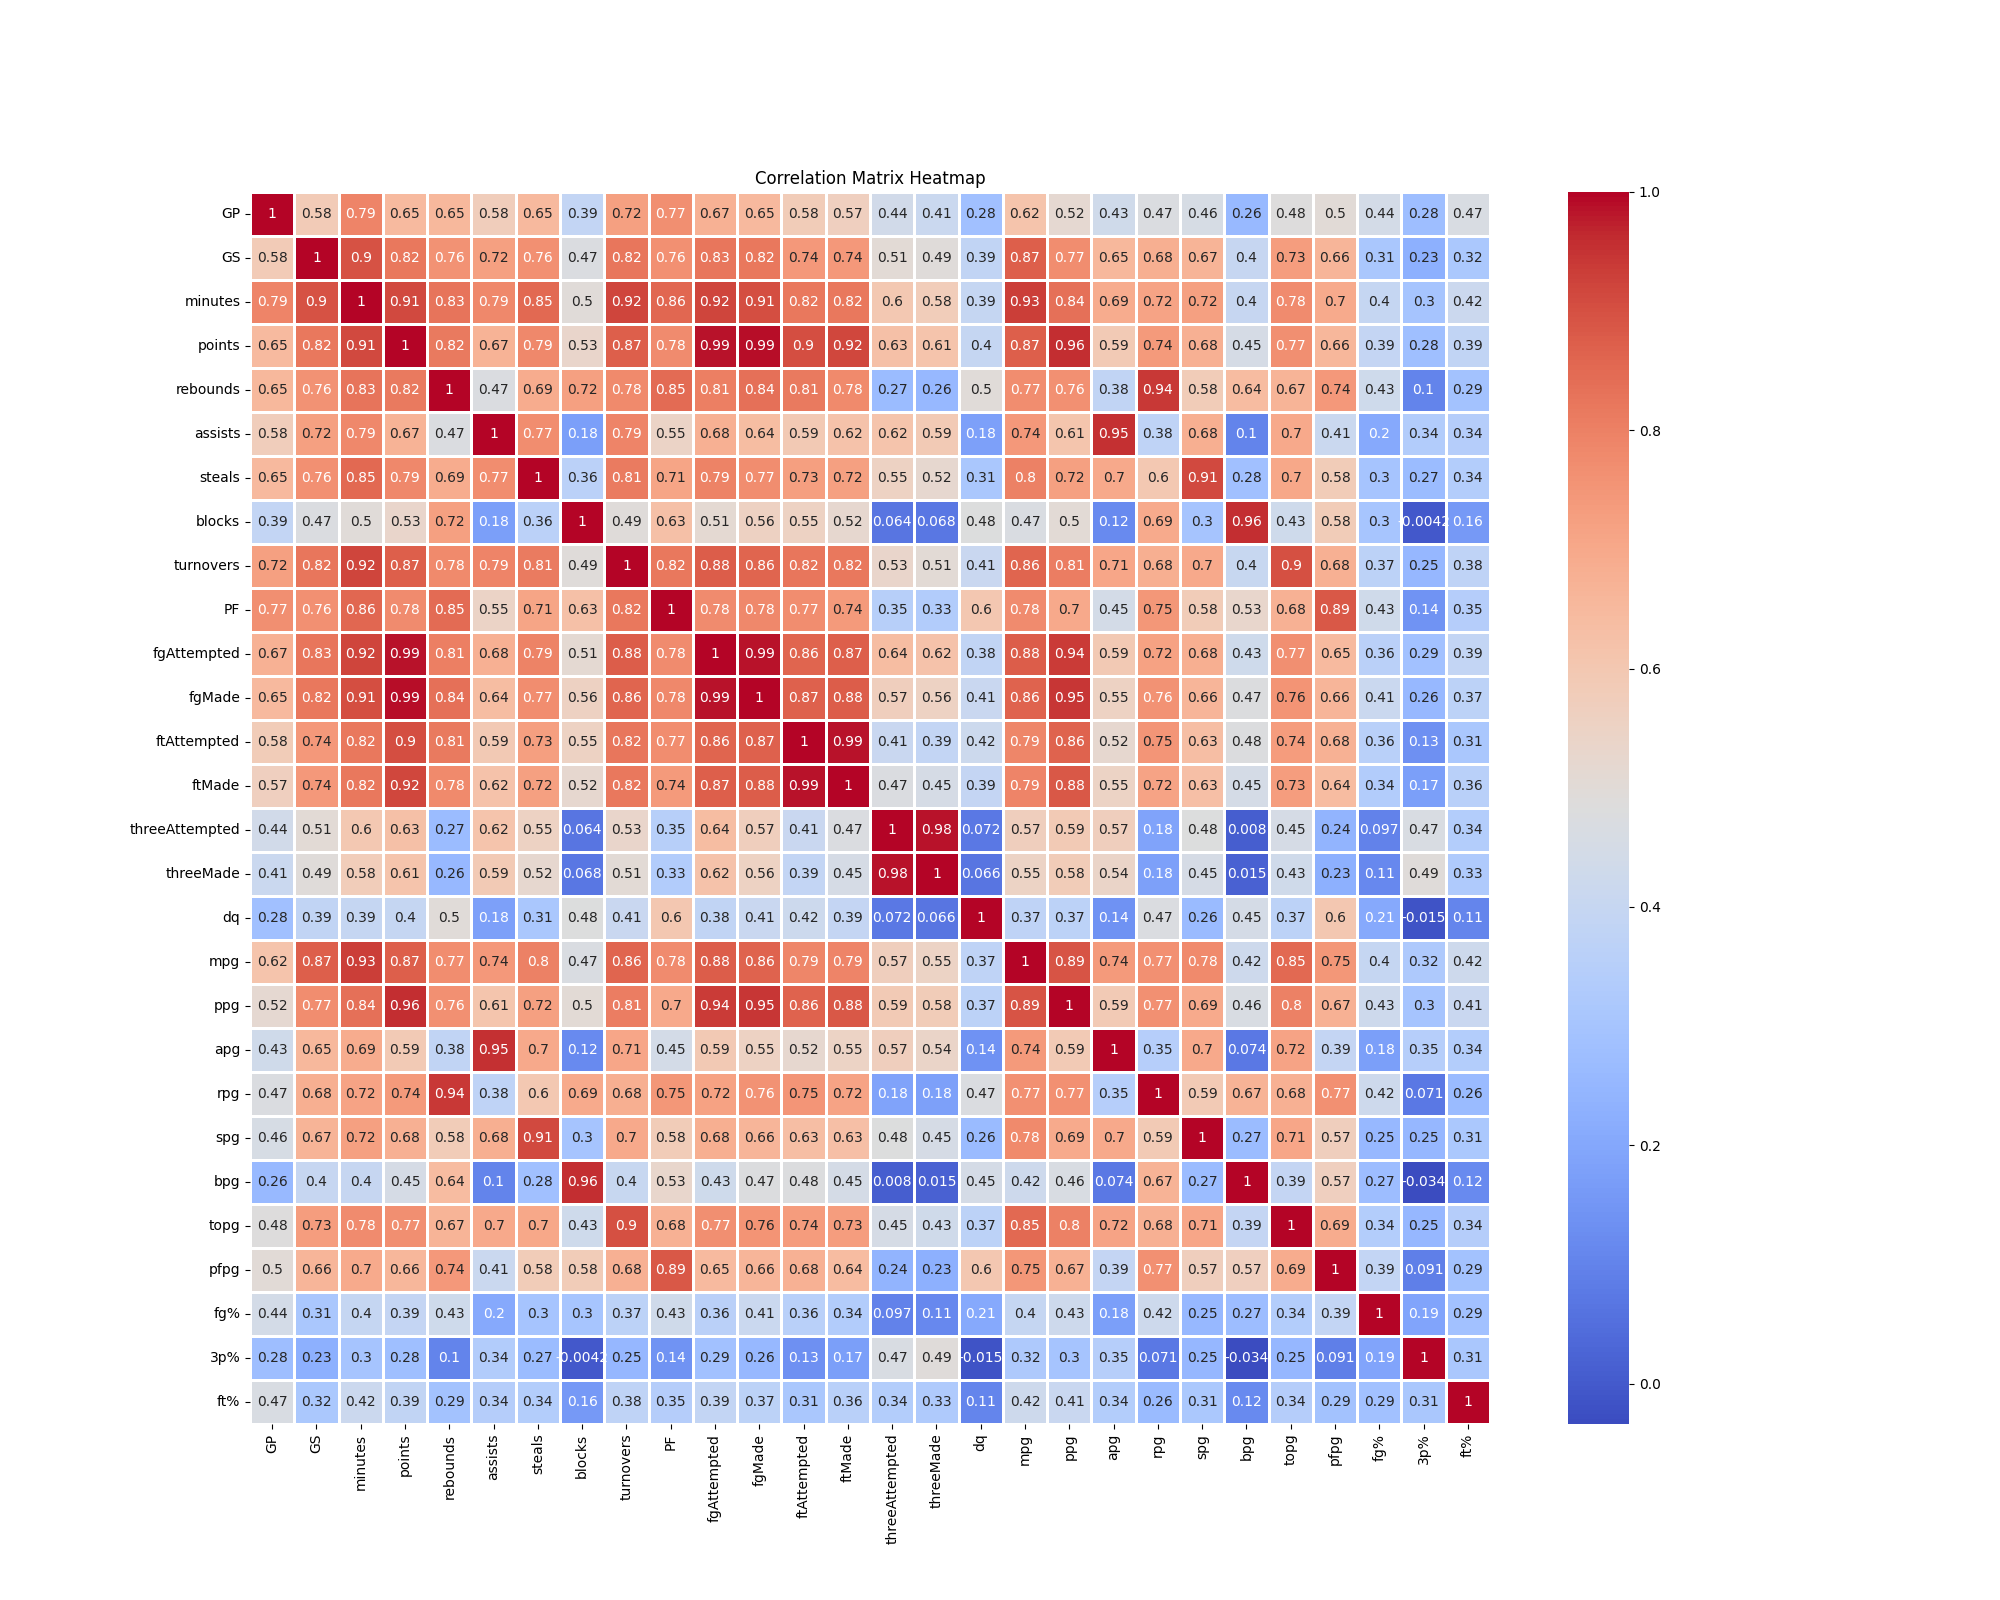 Correlation Matrix Heatmap
GP 1 0.58 0.79 0.65 0.65 0.58 0.65 0.39 0.72 0.77 0.67 0.65 0.58 0.57 0.44 0.41 0.28 0.62 0.52 0.43 0.47 0.46 0.26 0.48 0.5 0.44 0.28 0.47
GS 0.58 1 0.9 0.82 0.76 0.72 0.76 0.47 0.82 0.76 0.83 0.82 0.74 0.74 0.51 0.49 0.39 0.87 0.77 0.65 0.68 0.67 0.4 0.73 0.66 0.31 0.23 0.32
minutes 0.79 0.9 1 0.91 0.83 0.79 0.85 0.5 0.92 0.86 0.92 0.91 0.82 0.82 0.6 0.58 0.39 0.93 0.84 0.69 0.72 0.72 0.4 0.78 0.7 0.4 0.3 0.42
points 0.65 0.82 0.91 1 0.82 0.67 0.79 0.53 0.87 0.78 0.99 0.99 0.9 0.92 0.63 0.61 0.4 0.87 0.96 0.59 0.74 0.68 0.45 0.77 0.66 0.39 0.28 0.39
rebounds 0.65 0.76 0.83 0.82 1 0.47 0.69 0.72 0.78 0.85 0.81 0.84 0.81 0.78 0.27 0.26 0.5 0.77 0.76 0.38 0.94 0.58 0.64 0.67 0.74 0.43 0.1 0.29
assists 0.58 0.72 0.79 0.67 0.47 1 0.77 0.18 0.79 0.55 0.68 0.64 0.59 0.62 0.62 0.59 0.18 0.74 0.61 0.95 0.38 0.68 0.1 0.7 0.41 0.2 0.34 0.34
steals 0.65 0.76 0.85 0.79 0.69 0.77 1 0.36 0.81 0.71 0.79 0.77 0.73 0.72 0.55 0.52 0.31 0.8 0.72 0.7 0.6 0.91 0.28 0.7 0.58 0.3 0.27 0.34
blocks 0.39 0.47 0.5 0.53 0.72 0.18 0.36 1 0.49 0.63 0.51 0.56 0.55 0.52 0.064 0.068 0.48 0.47 0.5 0.12 0.69 0.3 0.96 0.43 0.58 0.3 -0.0042 0.16
turnovers 0.72 0.82 0.92 0.87 0.78 0.79 0.81 0.49 1 0.82 0.88 0.86 0.82 0.82 0.53 0.51 0.41 0.86 0.81 0.71 0.68 0.7 0.4 0.9 0.68 0.37 0.25 0.38
PF 0.77 0.76 0.86 0.78 0.85 0.55 0.71 0.63 0.82 1 0.78 0.78 0.77 0.74 0.35 0.33 0.6 0.78 0.7 0.45 0.75 0.58 0.53 0.68 0.89 0.43 0.14 0.35
fgAttempted 0.67 0.83 0.92 0.99 0.81 0.68 0.79 0.51 0.88 0.78 1 0.99 0.86 0.87 0.64 0.62 0.38 0.88 0.94 0.59 0.72 0.68 0.43 0.77 0.65 0.36 0.29 0.39
fgMade 0.65 0.82 0.91 0.99 0.84 0.64 0.77 0.56 0.86 0.78 0.99 1 0.87 0.88 0.57 0.56 0.41 0.86 0.95 0.55 0.76 0.66 0.47 0.76 0.66 0.41 0.26 0.37
ftAttempted 0.58 0.74 0.82 0.9 0.81 0.59 0.73 0.55 0.82 0.77 0.86 0.87 1 0.99 0.41 0.39 0.42 0.79 0.86 0.52 0.75 0.63 0.48 0.74 0.68 0.36 0.13 0.31
ftMade 0.57 0.74 0.82 0.92 0.78 0.62 0.72 0.52 0.82 0.74 0.87 0.88 0.99 1 0.47 0.45 0.39 0.79 0.88 0.55 0.72 0.63 0.45 0.73 0.64 0.34 0.17 0.36
threeAttempted 0.44 0.51 0.6 0.63 0.27 0.62 0.55 0.064 0.53 0.35 0.64 0.57 0.41 0.47 1 0.98 0.072 0.57 0.59 0.57 0.18 0.48 0.008 0.45 0.24 0.097 0.47 0.34
threeMade 0.41 0.49 0.58 0.61 0.26 0.59 0.52 0.068 0.51 0.33 0.62 0.56 0.39 0.45 0.98 1 0.066 0.55 0.58 0.54 0.18 0.45 0.015 0.43 0.23 0.11 0.49 0.33
dq 0.28 0.39 0.39 0.4 0.5 0.18 0.31 0.48 0.41 0.6 0.38 0.41 0.42 0.39 0.072 0.066 1 0.37 0.37 0.14 0.47 0.26 0.45 0.37 0.6 0.21 -0.015 0.11
mpg 0.62 0.87 0.93 0.87 0.77 0.74 0.8 0.47 0.86 0.78 0.88 0.86 0.79 0.79 0.57 0.55 0.37 1 0.89 0.74 0.77 0.78 0.42 0.85 0.75 0.4 0.32 0.42
ppg 0.52 0.77 0.84 0.96 0.76 0.61 0.72 0.5 0.81 0.7 0.94 0.95 0.86 0.88 0.59 0.58 0.37 0.89 1 0.59 0.77 0.69 0.46 0.8 0.67 0.43 0.3 0.41
apg 0.43 0.65 0.69 0.59 0.38 0.95 0.7 0.12 0.71 0.45 0.59 0.55 0.52 0.55 0.57 0.54 0.14 0.74 0.59 1 0.35 0.7 0.074 0.72 0.39 0.18 0.35 0.34
rpg 0.47 0.68 0.72 0.74 0.94 0.38 0.6 0.69 0.68 0.75 0.72 0.76 0.75 0.72 0.18 0.18 0.47 0.77 0.77 0.35 1 0.59 0.67 0.68 0.77 0.42 0.071 0.26
spg 0.46 0.67 0.72 0.68 0.58 0.68 0.91 0.3 0.7 0.58 0.68 0.66 0.63 0.63 0.48 0.45 0.26 0.78 0.69 0.7 0.59 1 0.27 0.71 0.57 0.25 0.25 0.31
bpg 0.26 0.4 0.4 0.45 0.64 0.1 0.28 0.96 0.4 0.53 0.43 0.47 0.48 0.45 0.008 0.015 0.45 0.42 0.46 0.074 0.67 0.27 1 0.39 0.57 0.27 -0.034 0.12
topg 0.48 0.73 0.78 0.77 0.67 0.7 0.7 0.43 0.9 0.68 0.77 0.76 0.74 0.73 0.45 0.43 0.37 0.85 0.8 0.72 0.68 0.71 0.39 1 0.69 0.34 0.25 0.34
pfpg 0.5 0.66 0.7 0.66 0.74 0.41 0.58 0.58 0.68 0.89 0.65 0.66 0.68 0.64 0.24 0.23 0.6 0.75 0.67 0.39 0.77 0.57 0.57 0.69 1 0.39 0.091 0.29
fg% 0.44 0.31 0.4 0.39 0.43 0.2 0.3 0.3 0.37 0.43 0.36 0.41 0.36 0.34 0.097 0.11 0.21 0.4 0.43 0.18 0.42 0.25 0.27 0.34 0.39 1 0.19 0.29
3p% 0.28 0.23 0.3 0.28 0.1 0.34 0.27 -0.0042 0.25 0.14 0.29 0.26 0.13 0.17 0.47 0.49 -0.015 0.32 0.3 0.35 0.071 0.25 -0.034 0.25 0.091 0.19 1 0.31
ft% 0.47 0.32 0.42 0.39 0.29 0.34 0.34 0.16 0.38 0.35 0.39 0.37 0.31 0.36 0.34 0.33 0.11 0.42 0.41 0.34 0.26 0.31 0.12 0.34 0.29 0.29 0.31 1
GP GS minutes points rebounds assists steals blocks turnovers PF fgAttempted fgMade ftAttempted ftMade threeAttempted threeMade dq mpg ppg apg rpg spg bpg topg pfpg fg% 3p% ft%
1.0
0.8
0.6
0.4
0.2
0.0